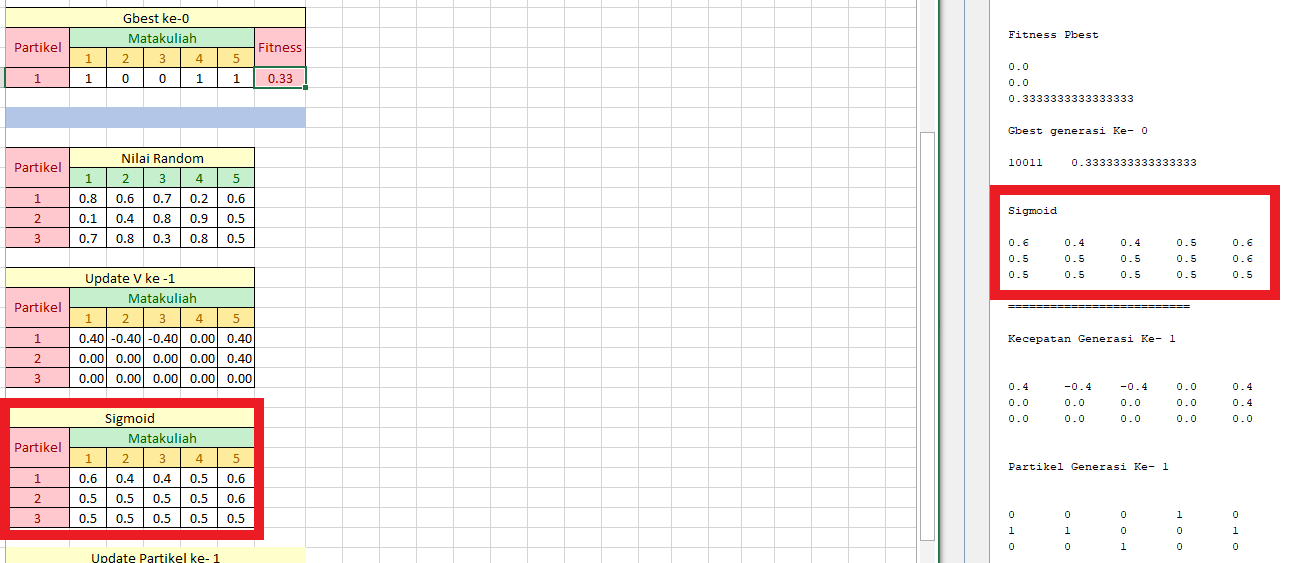 Gbest ke-0
Partikel Matakuliah Fitness
1 2 3 4 5
1 1 0 0 1 1 0.33
Partikel Nilai Random
1 2 3 4 5
1 0.8 0.6 0.7 0.2 0.6
2 0.1 0.4 0.8 0.9 0.5
3 0.7 0.8 0.3 0.8 0.5
Update V ke -1
Partikel Matakuliah
1 2 3 4 5
1 0.40 -0.40 -0.40 0.00 0.40
2 0.00 0.00 0.00 0.00 0.40
3 0.00 0.00 0.00 0.00 0.00
Sigmoid
Partikel Matakuliah
1 2 3 4 5
1 0.6 0.4 0.4 0.5 0.6
2 0.5 0.5 0.5 0.5 0.6
3 0.5 0.5 0.5 0.5 0.5
Update Partikel ke- 1
Fitness Pbest
0.0
0.0
0.3333333333333333
Gbest generasi Ke- 0
10011 0.3333333333333333
Sigmoid
0.6 0.4 0.4 0.5 0.6
0.5 0.5 0.5 0.5 0.6
0.5 0.5 0.5 0.5 0.5
==========================
Kecepatan Generasi Ke- 1
0.4 -0.4 -0.4 0.0 0.4
0.0 0.0 0.0 0.0 0.4
0.0 0.0 0.0 0.0 0.0
Partikel Generasi Ke- 1
0 0 0 1 0
1 1 0 0 1
0 0 1 0 0